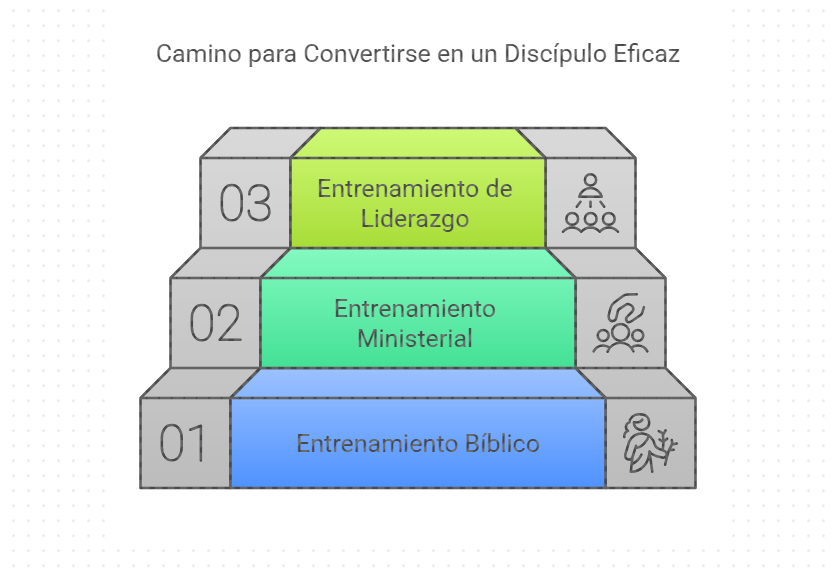 Camino para Convertirse en un Discípulo Eficaz
03
Entrenamiento de
Liderazgo
02
Entrenamiento
Ministerial
01
Entrenamiento Bíblico